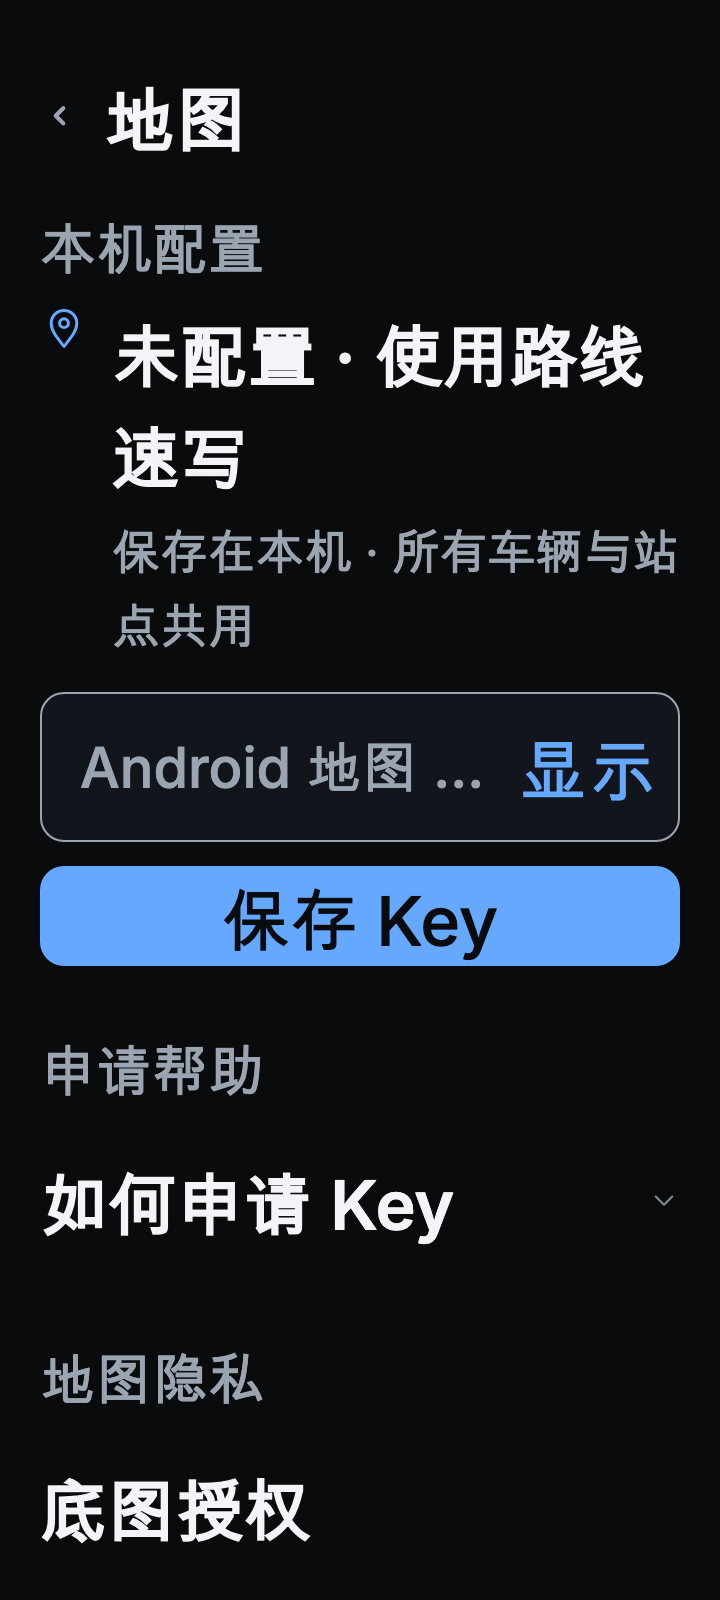 地图
本机配置
未配置 · 使用路线
速写
保存在本机 · 所有车辆与站
点共用
Android 地图 ... 显示
保存 Key
申请帮助
如何申请 Key
地图隐私
底图授权